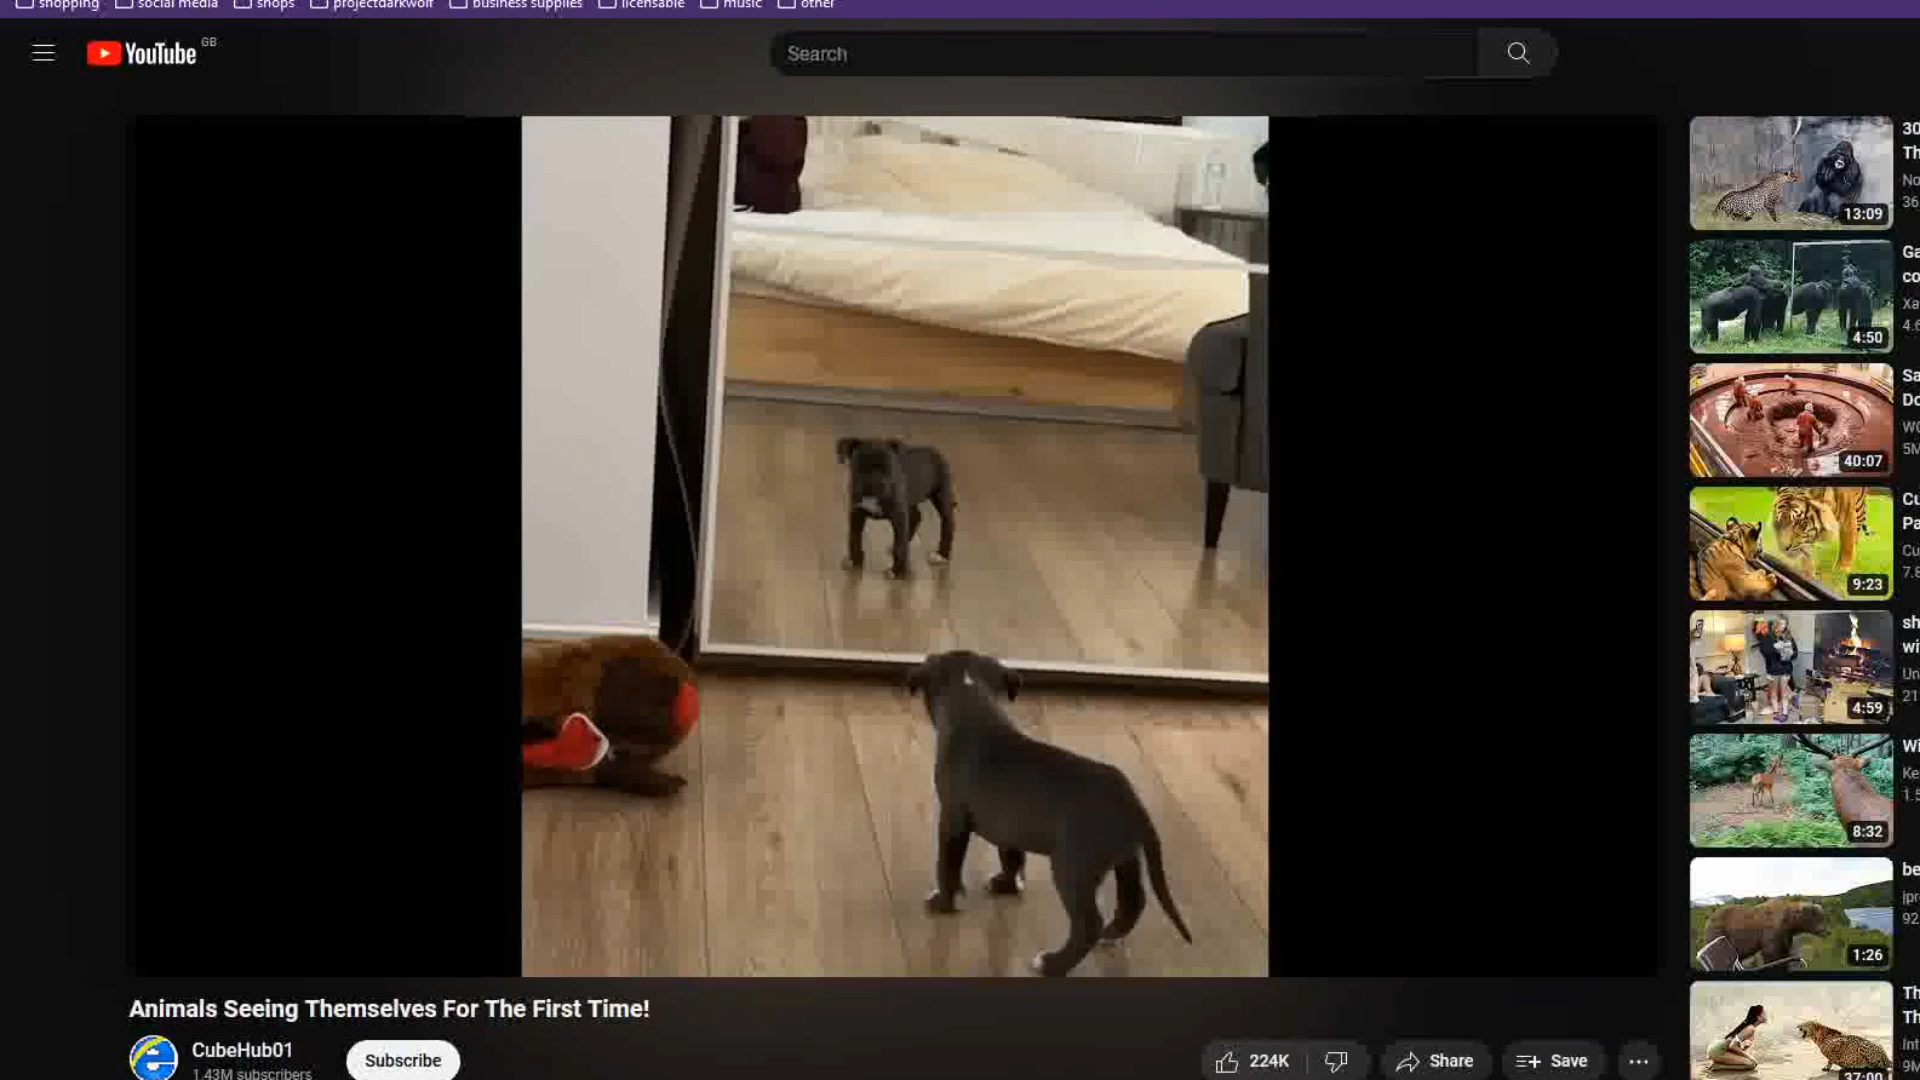 shopping
social media
shops
projectdarkwolf
business supplies
licensable
music
other
YouTube GB
Search
13:09
4:50
40:07
9:23
4:59
8:32
1:26
37:00
Animals Seeing Themselves For The First Time!
CubeHub01
1.43M subscribers
Subscribe
224K
Share
Save